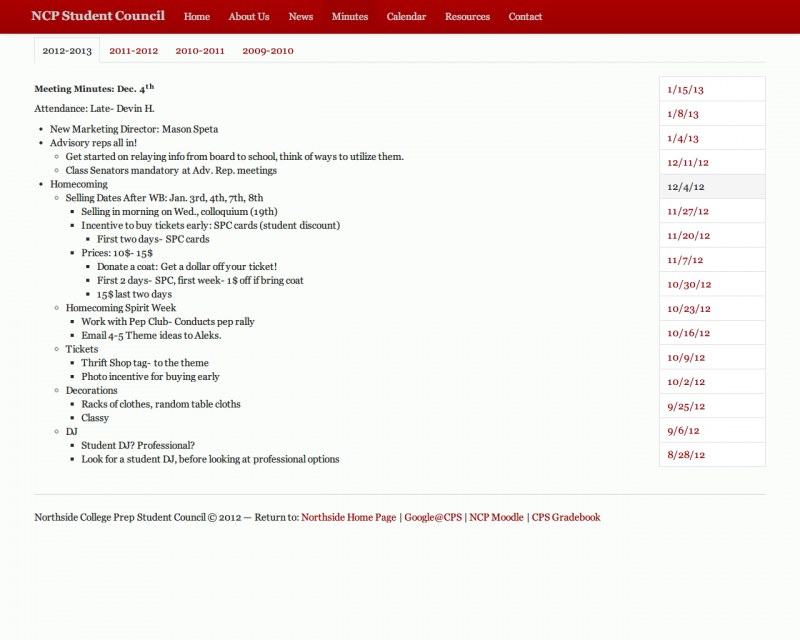 NCP Student Council Home About Us News Minutes Calendar Resources Contact
2012-2013 2011-2012 2010-2011 2009-2010
Meeting Minutes: Dec. 4th
Attendance: Late- Devin H.
New Marketing Director: Mason Speta
Advisory reps all in!
Get started on relaying info from board to school, think of ways to utilize them.
Class Senators mandatory at Adv. Rep. meetings
Homecoming
Selling Dates After WB: Jan. 3rd, 4th, 7th, 8th
Selling in morning on Wed., colloquium (19th)
Incentive to buy tickets early: SPC cards (student discount)
First two days- SPC cards
Prices: 10$- 15$
Donate a coat: Get a dollar off your ticket!
First 2 days- SPC, first week- 1$ off if bring coat
15$ last two days
Homecoming Spirit Week
Work with Pep Club- Conducts pep rally
Email 4-5 Theme ideas to Aleks.
Tickets
Thrift Shop tag- to the theme
Photo incentive for buying early
Decorations
Racks of clothes, random table cloths
Classy
DJ
Student DJ? Professional?
Look for a student DJ, before looking at professional options
1/15/13
1/8/13
1/4/13
12/11/12
12/4/12
11/27/12
11/20/12
11/7/12
10/30/12
10/23/12
10/16/12
10/9/12
10/2/12
9/25/12
9/6/12
8/28/12
Northside College Prep Student Council © 2012 — Return to: Northside Home Page | Google@CPS | NCP Moodle | CPS Gradebook